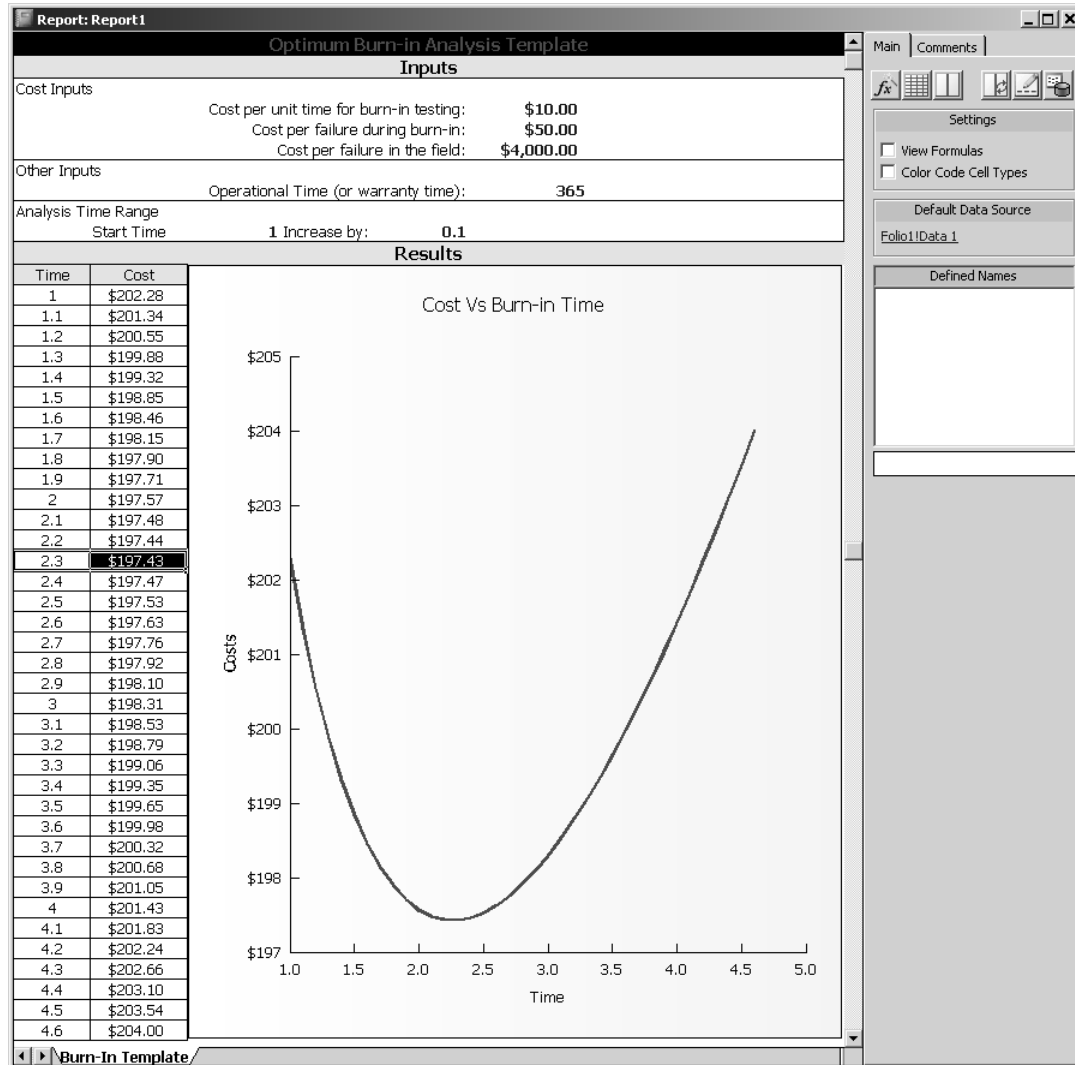 Report: Report1
Optimum Burn-in Analysis Template
Inputs
Cost Inputs
Cost per unit time for burn-in testing: $10.00
Cost per failure during burn-in: $50.00
Cost per failure in the field: $4,000.00
Other Inputs
Operational Time (or warranty time): 365
Analysis Time Range
Start Time 1 Increase by: 0.1
Results
Time Cost
1 $202.28
1.1 $201.34
1.2 $200.55
1.3 $199.88
1.4 $199.32
1.5 $198.85
1.6 $198.46
1.7 $198.15
1.8 $197.90
1.9 $197.71
2 $197.57
2.1 $197.48
2.2 $197.44
2.3 $197.43
2.4 $197.47
2.5 $197.53
2.6 $197.63
2.7 $197.76
2.8 $197.92
2.9 $198.10
3 $198.31
3.1 $198.53
3.2 $198.79
3.3 $199.06
3.4 $199.35
3.5 $199.65
3.6 $199.98
3.7 $200.32
3.8 $200.68
3.9 $201.05
4 $201.43
4.1 $201.83
4.2 $202.24
4.3 $202.66
4.4 $203.10
4.5 $203.54
4.6 $204.00
Cost Vs Burn-in Time
$205
$204
$203
$202
$201
$200
$199
$198
$197
Costs
1.0 1.5 2.0 2.5 3.0 3.5 4.0 4.5 5.0
Time
Burn-In Template
Main Comments
fx
Settings
View Formulas
Color Code Cell Types
Default Data Source
Folio1!Data 1
Defined Names